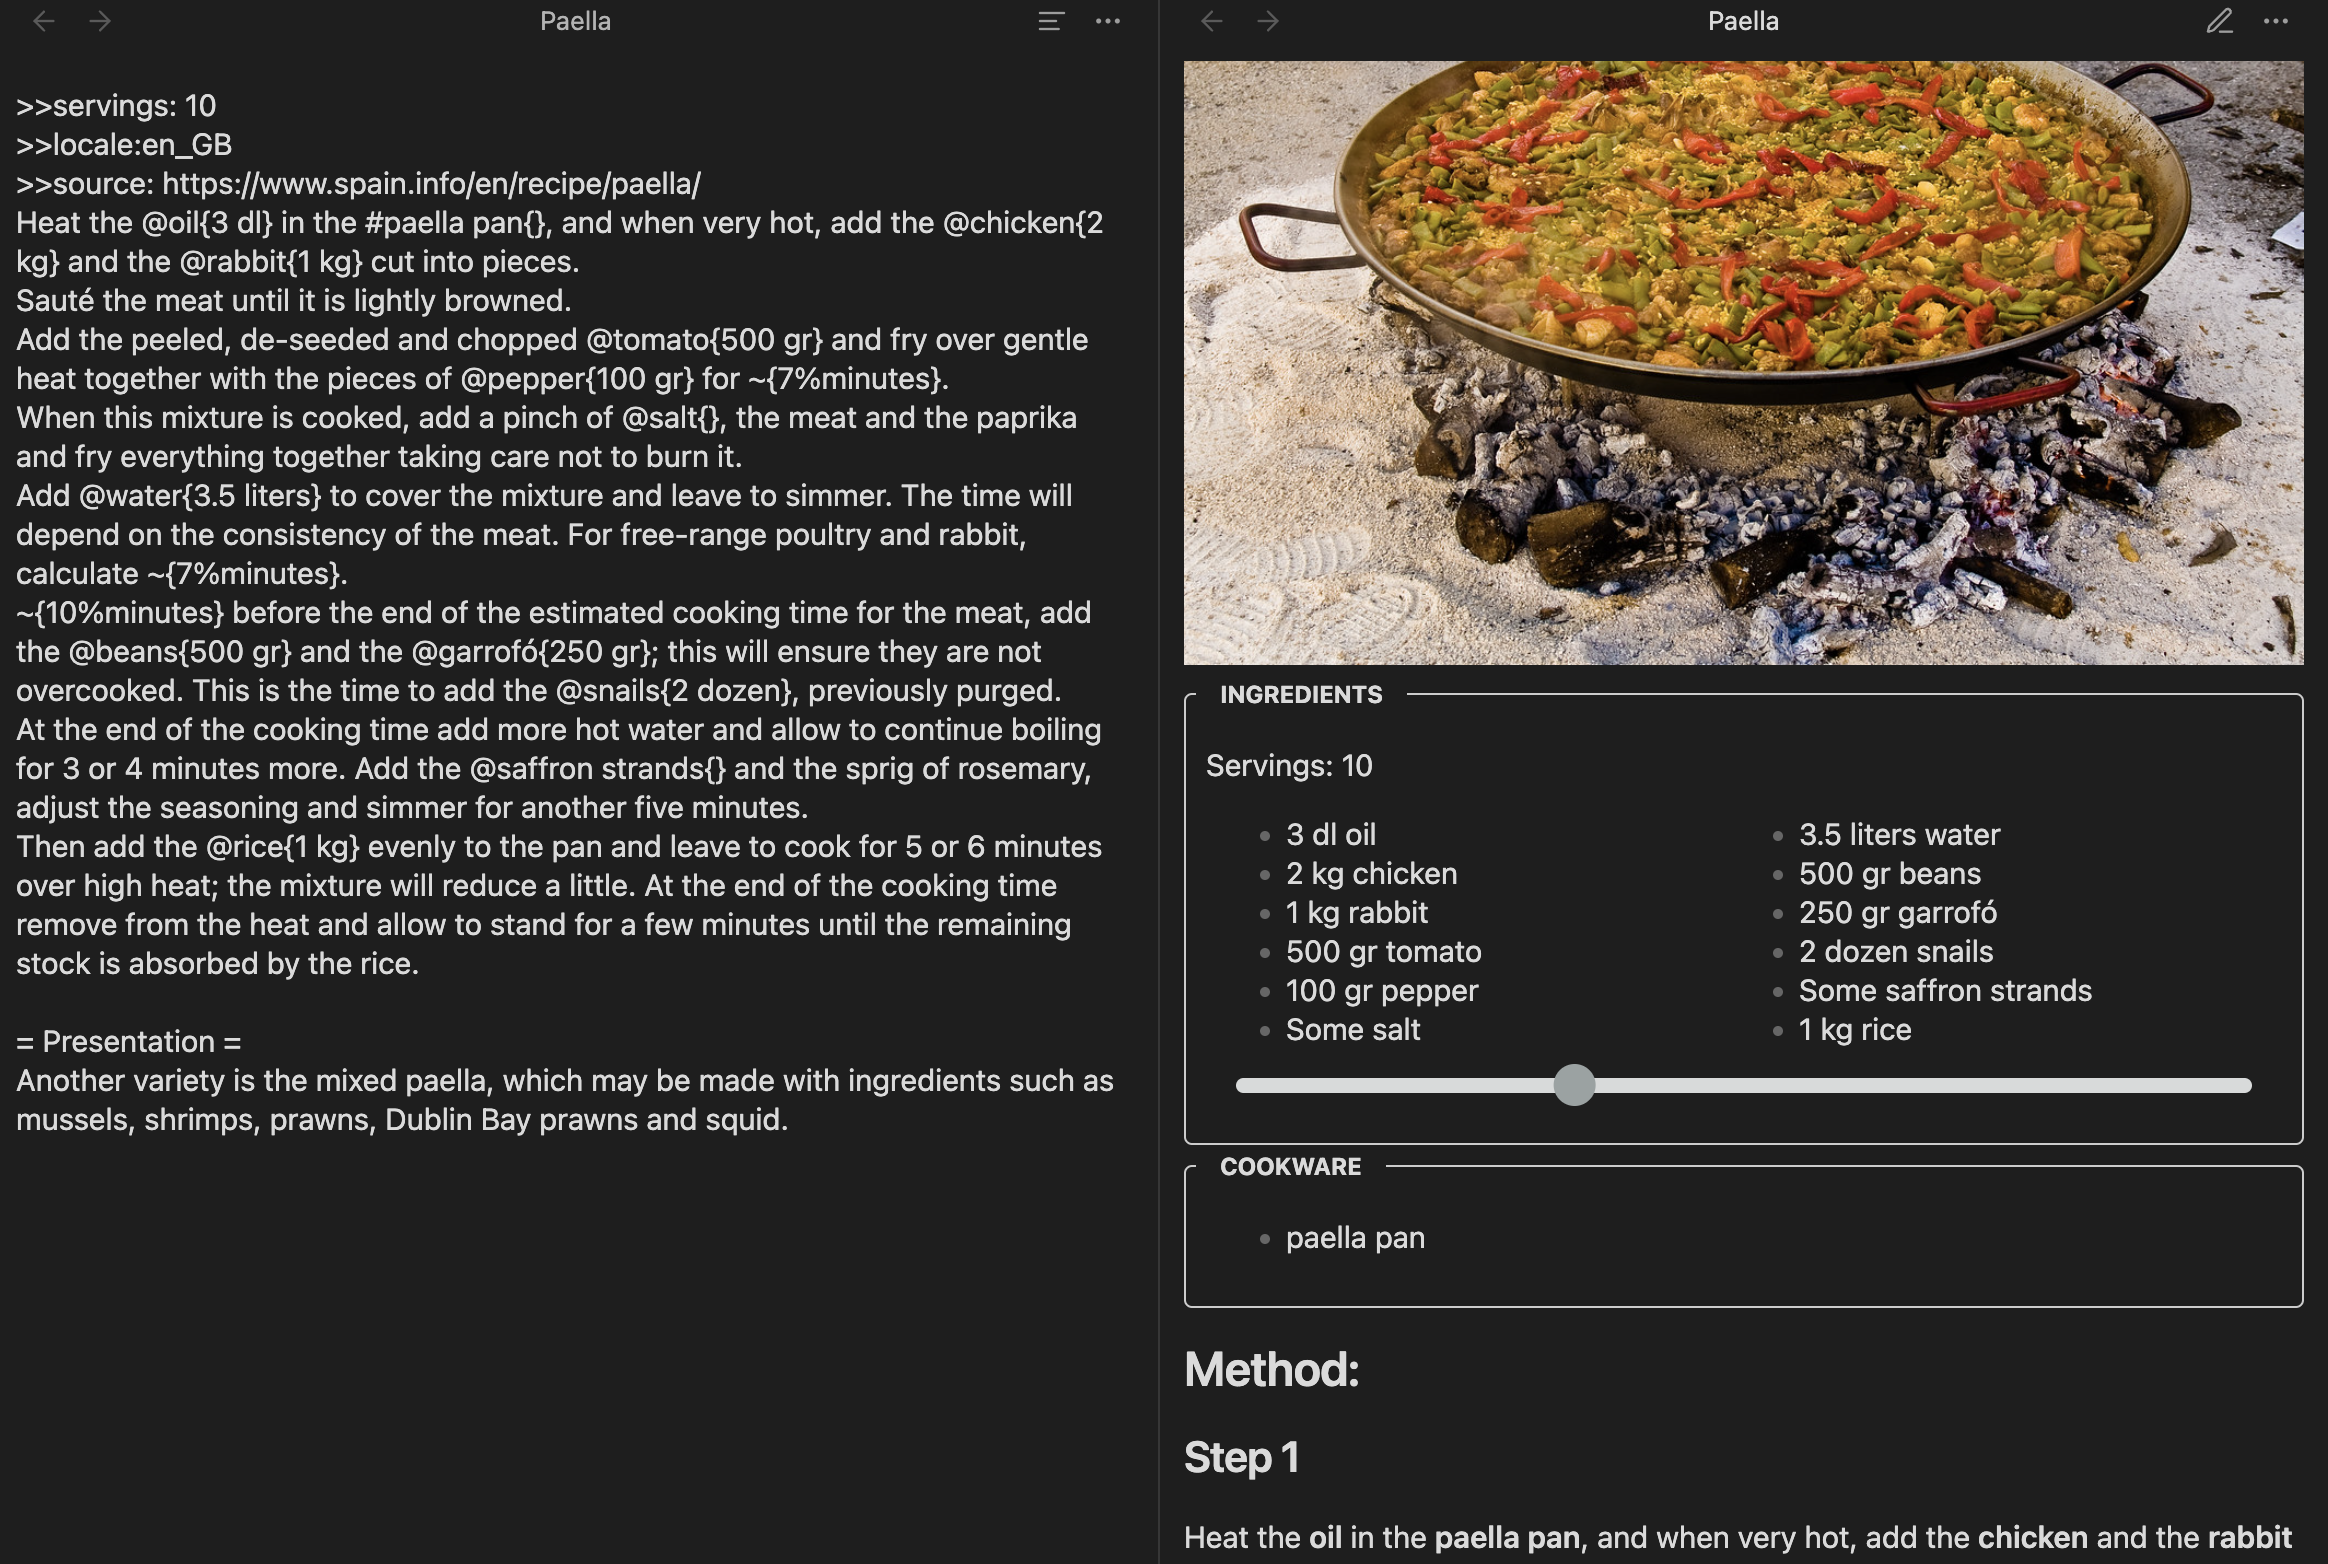 Paella
>>servings: 10
>>locale:en_GB
>>source: https://www.spain.info/en/recipe/paella/
Heat the @oil{3 dl} in the #paella pan{}, and when very hot, add the @chicken{2
kg} and the @rabbit{1 kg} cut into pieces.
Sauté the meat until it is lightly browned.
Add the peeled, de-seeded and chopped @tomato{500 gr} and fry over gentle
heat together with the pieces of @pepper{100 gr} for ~{7%minutes}.
When this mixture is cooked, add a pinch of @salt{}, the meat and the paprika
and fry everything together taking care not to burn it.
Add @water{3.5 liters} to cover the mixture and leave to simmer. The time will
depend on the consistency of the meat. For free-range poultry and rabbit,
calculate ~{7%minutes}.
~{10%minutes} before the end of the estimated cooking time for the meat, add
the @beans{500 gr} and the @garrofó{250 gr}; this will ensure they are not
overcooked. This is the time to add the @snails{2 dozen}, previously purged.
At the end of the cooking time add more hot water and allow to continue boiling
for 3 or 4 minutes more. Add the @saffron strands{} and the sprig of rosemary,
adjust the seasoning and simmer for another five minutes.
Then add the @rice{1 kg} evenly to the pan and leave to cook for 5 or 6 minutes
over high heat; the mixture will reduce a little. At the end of the cooking time
remove from the heat and allow to stand for a few minutes until the remaining
stock is absorbed by the rice.
= Presentation =
Another variety is the mixed paella, which may be made with ingredients such as
mussels, shrimps, prawns, Dublin Bay prawns and squid.
Paella
INGREDIENTS
Servings: 10
3 dl oil
2 kg chicken
1 kg rabbit
500 gr tomato
100 gr pepper
Some salt
3.5 liters water
500 gr beans
250 gr garrofó
2 dozen snails
Some saffron strands
1 kg rice
COOKWARE
paella pan
Method:
Step 1
Heat the oil in the paella pan, and when very hot, add the chicken and the rabbit